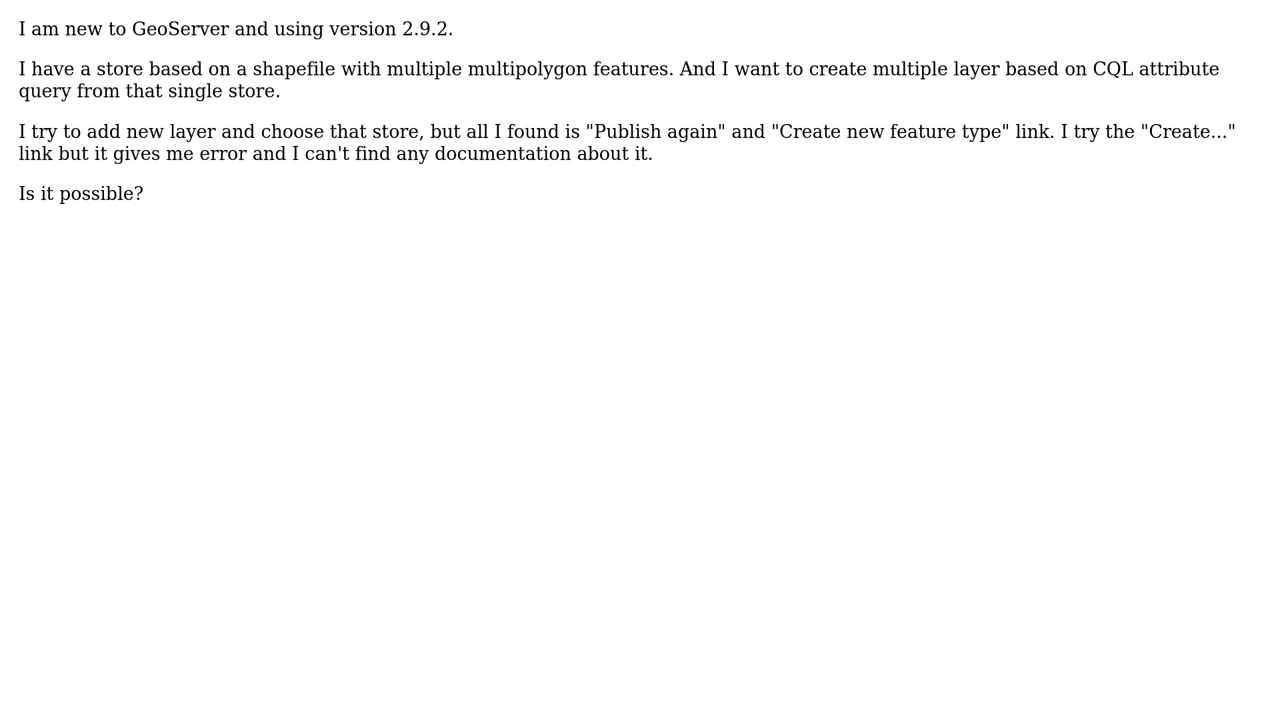 I am new to GeoServer and using version 2.9.2.
I have a store based on a shapefile with multiple multipolygon features. And I want to create multiple layer based on CQL attribute
query from that single store.
I try to add new layer and choose that store, but all I found is "Publish again" and "Create new feature type" link. I try the "Create..."
link but it gives me error and I can't find any documentation about it.
Is it possible?